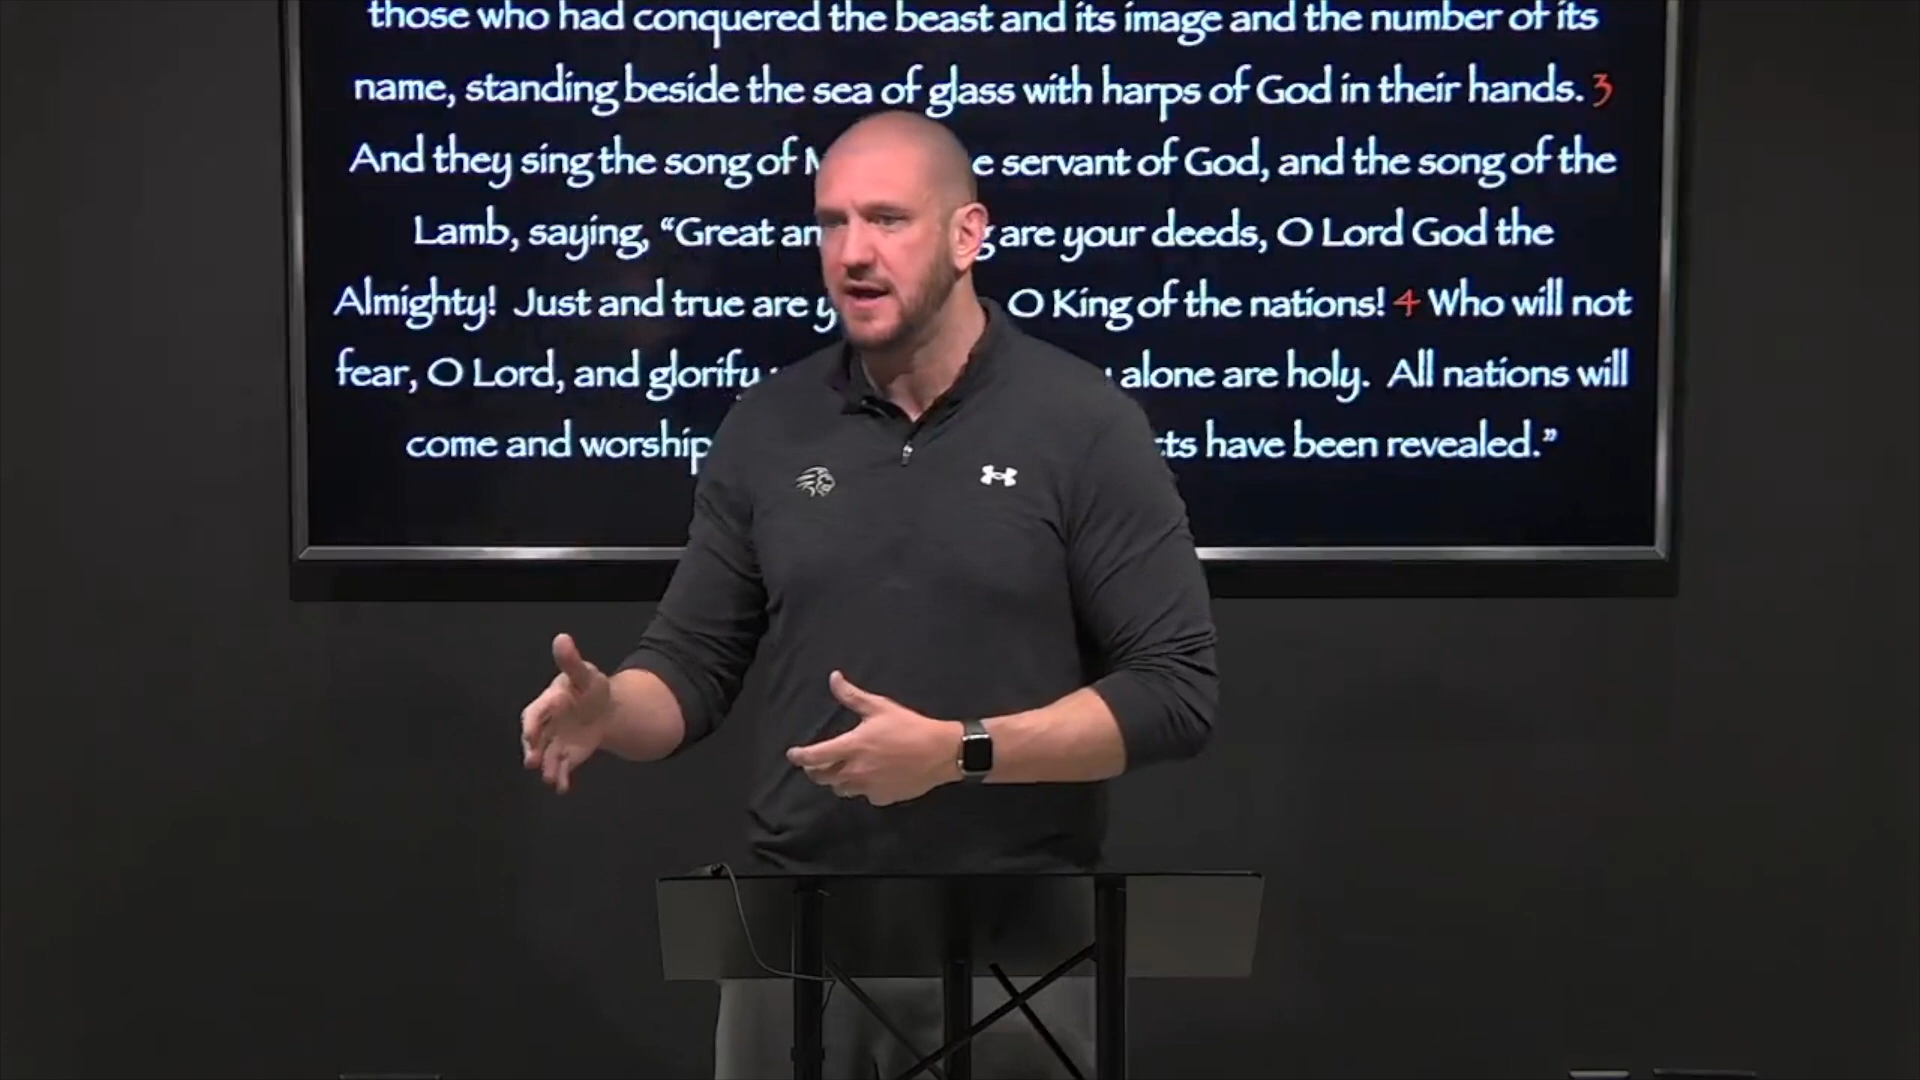 those who had conquered the beast and its image and the number of its
name, standing beside the sea of glass with harps of God in their hands. 3
And they sing the song of e servant of God, and the song of the
Lamb, saying, “Great are your deeds, O Lord God the
Almighty! Just and true are O King of the nations! 4 Who will not
fear, O Lord, and glorify alone are holy. All nations will
come and worship have been revealed.”